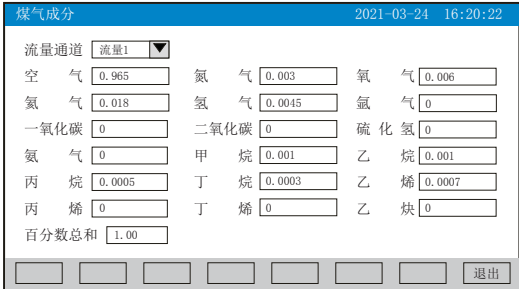 煤气成分 2021-03-24 16:20:22
流量通道 流量1
空 气 0.965 氮 气 0.003 氧 气 0.006
氦 气 0.018 氢 气 0.0045 氩 气 0
一氧化碳 0 二氧化碳 0 硫 化 氢 0
氨 气 0 甲 烷 0.001 乙 烷 0.001
丙 烷 0.0005 丁 烷 0.0003 乙 烯 0.0007
丙 烯 0 丁 烯 0 乙 炔 0
百分数总和 1.00
退出